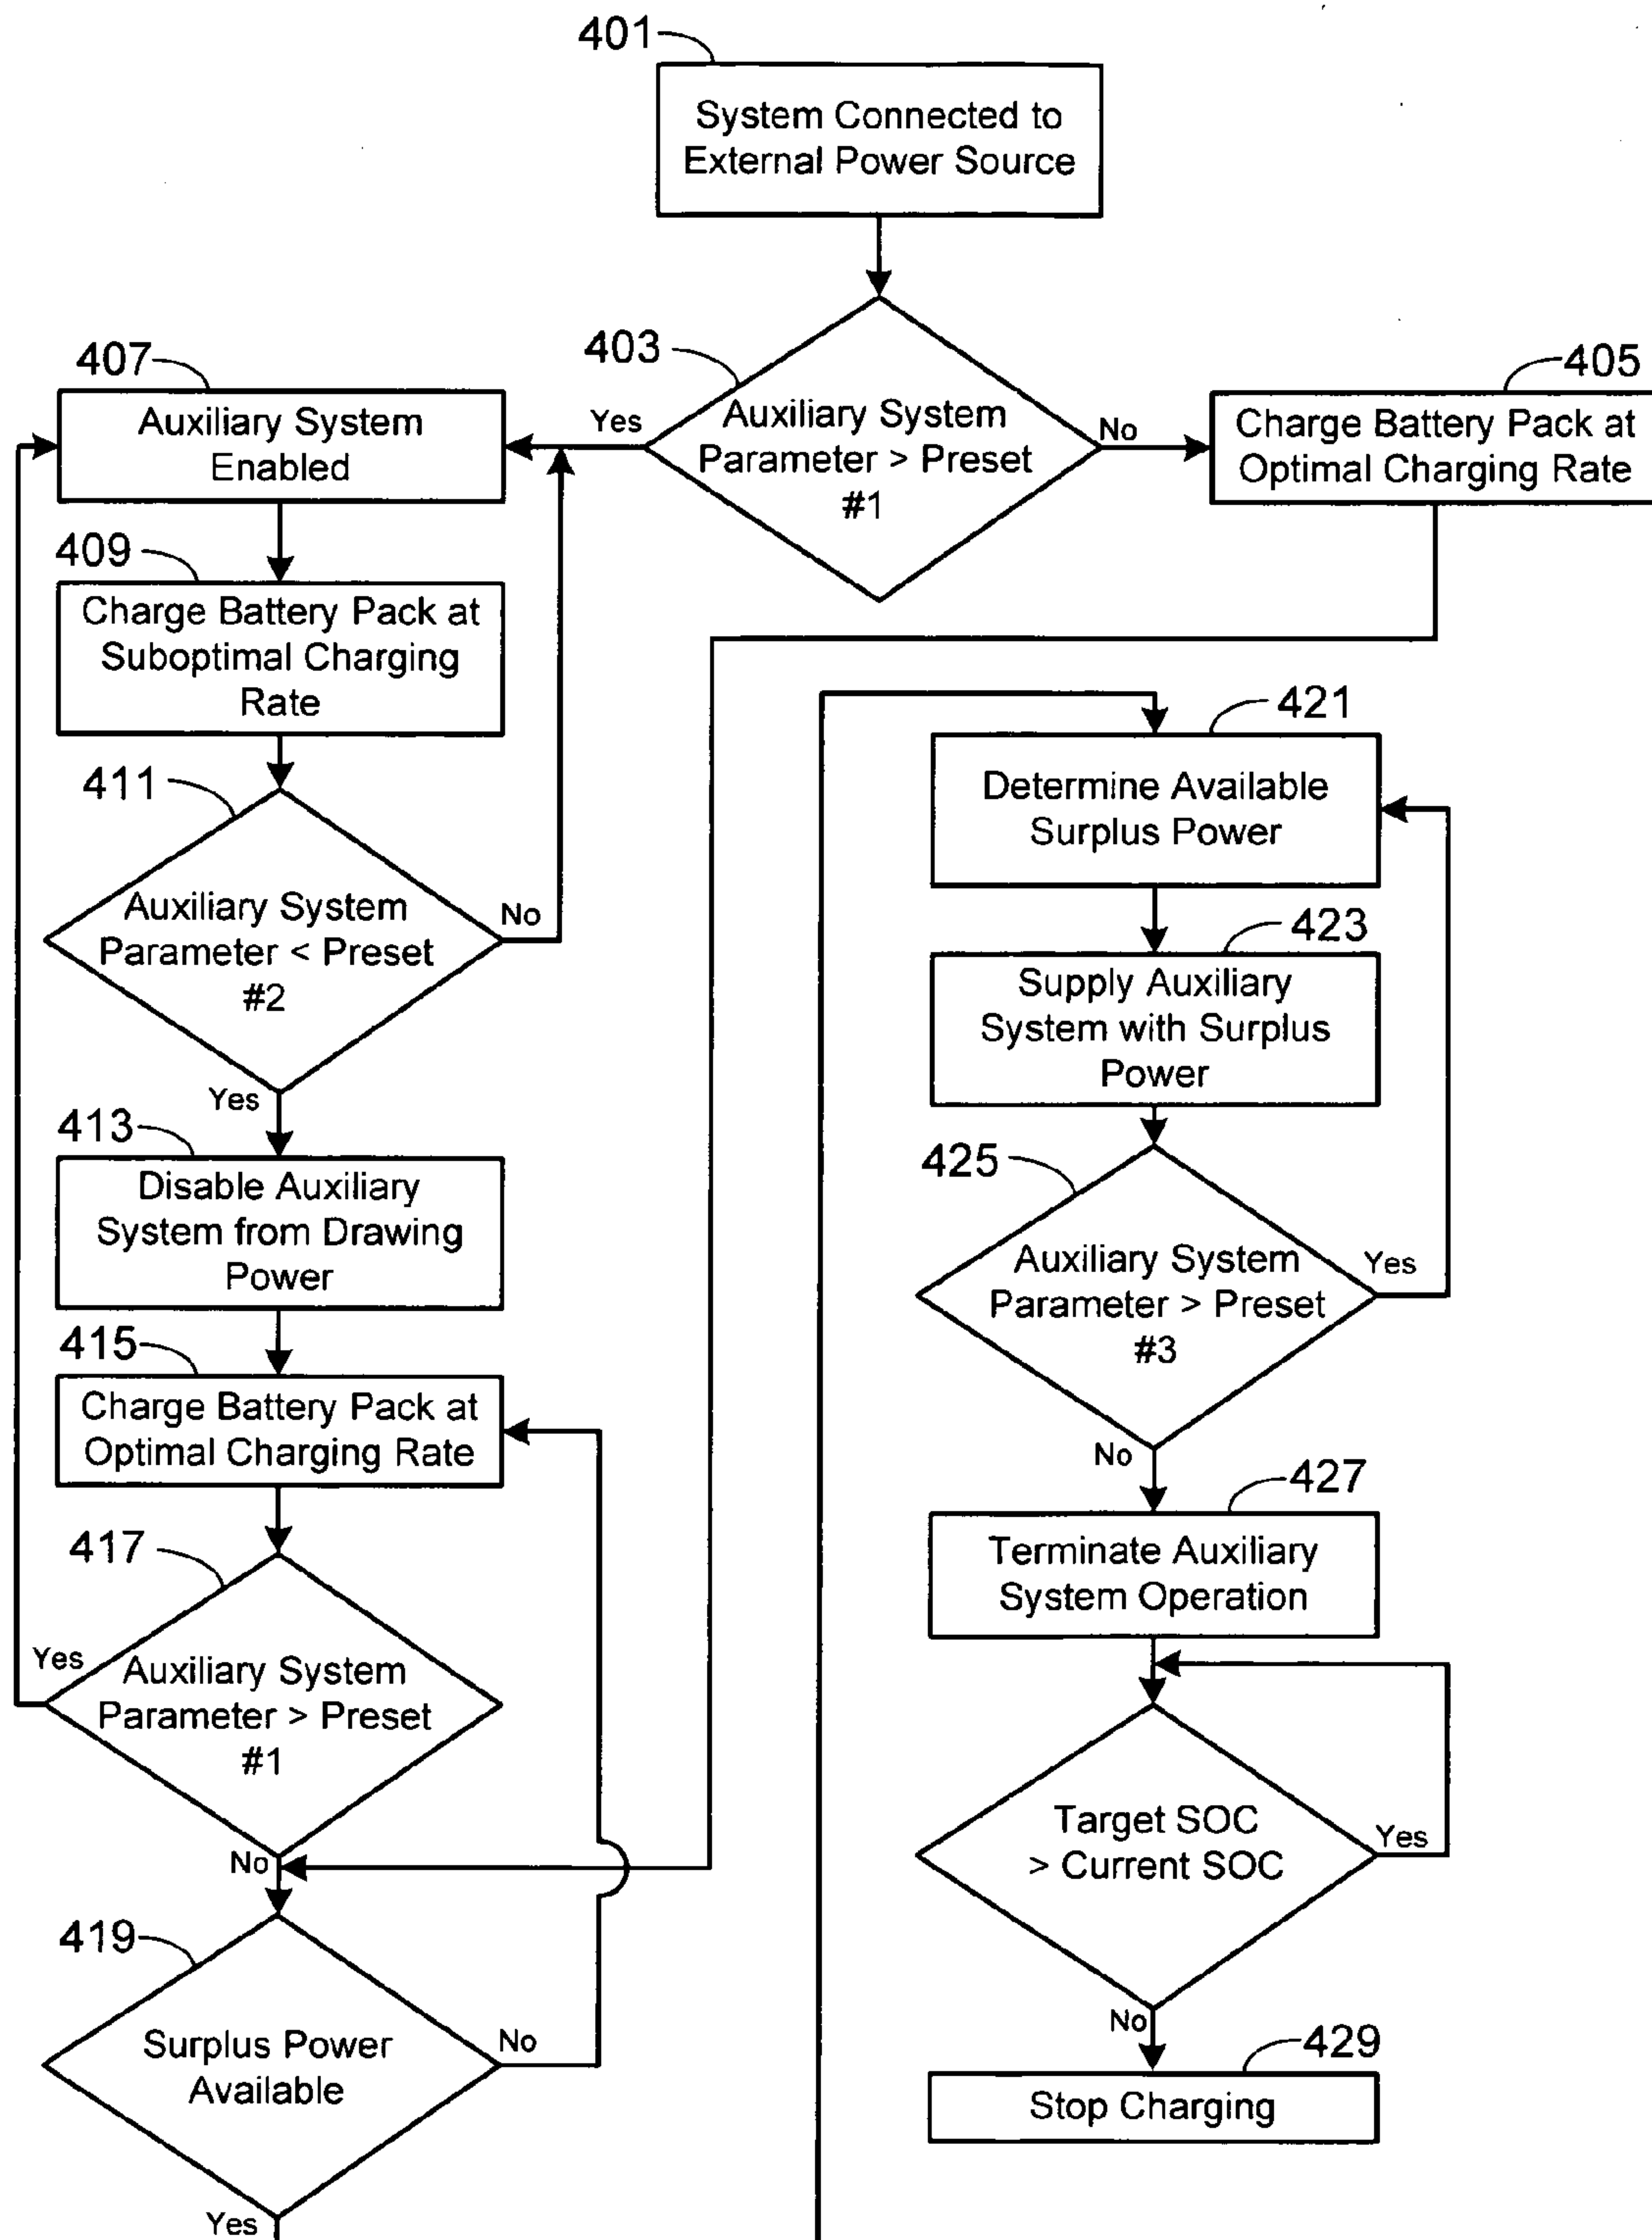 401
System Connected to
External Power Source
403
Auxiliary System
Parameter > Preset
#1
Yes
No
405
Charge Battery Pack at
Optimal Charging Rate
407
Auxiliary System
Enabled
409
Charge Battery Pack at
Suboptimal Charging
Rate
411
Auxiliary System
Parameter < Preset
#2
No
Yes
413
Disable Auxiliary
System from Drawing
Power
415
Charge Battery Pack at
Optimal Charging Rate
417
Yes
Auxiliary System
Parameter > Preset
#1
No
419
Surplus Power
Available
No
Yes
421
Determine Available
Surplus Power
423
Supply Auxiliary
System with Surplus
Power
425
Auxiliary System
Parameter > Preset
#3
Yes
No
427
Terminate Auxiliary
System Operation
Target SOC
> Current SOC
Yes
No
429
Stop Charging